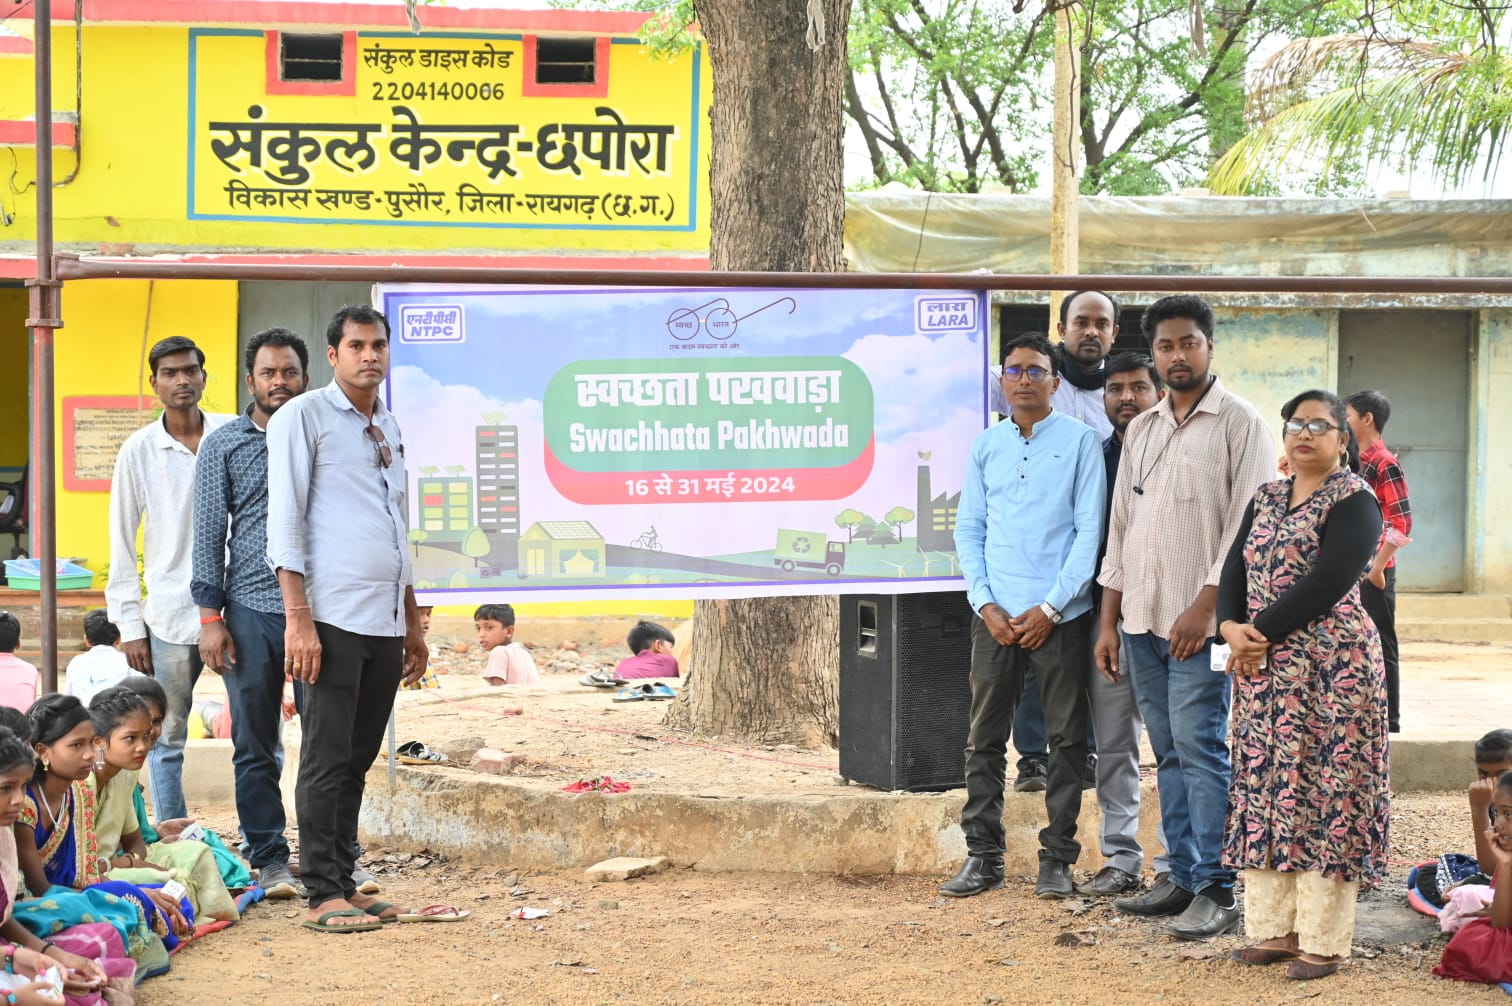 संकुल डाइस कोड
2204140066
संकुल केन्द्र-छपोरा
विकास खण्ड-पुसौर, जिला-रायगढ़ (छ.ग.)
एनटीपीसी
NTPC
स्वच्छ भारत
एक कदम स्वच्छता की ओर
लारा
LARA
स्वच्छता पखवाड़ा
Swachhata Pakhwada
16 से 31 मई 2024